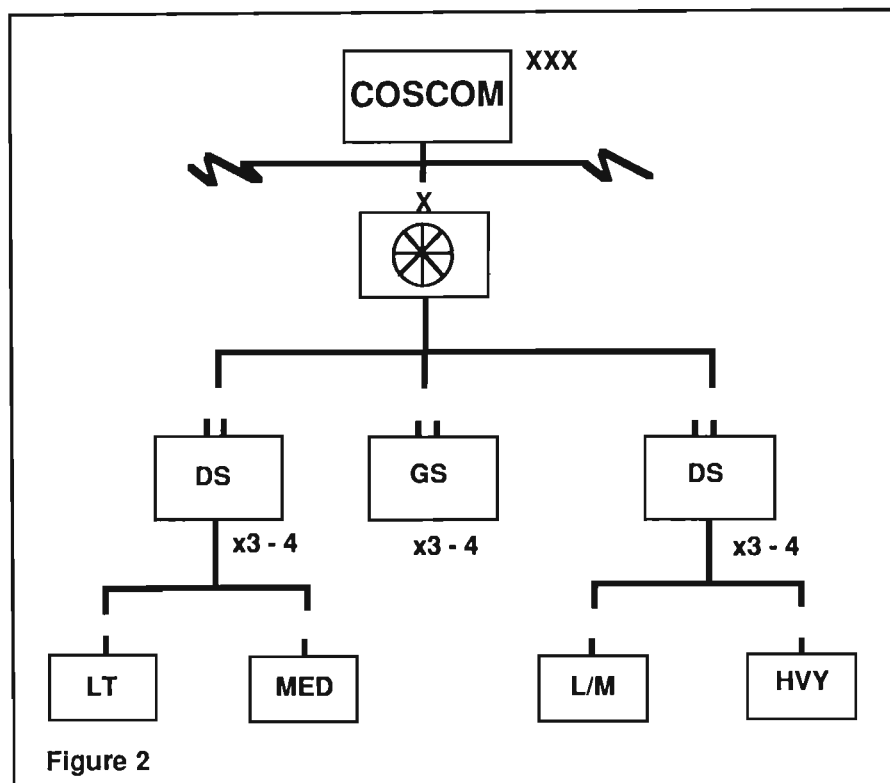 XXX
COSCOM
X
DS
GS
DS
x3 - 4
x3 - 4
x3 - 4
LT
MED
L/M
HVY
Figure 2